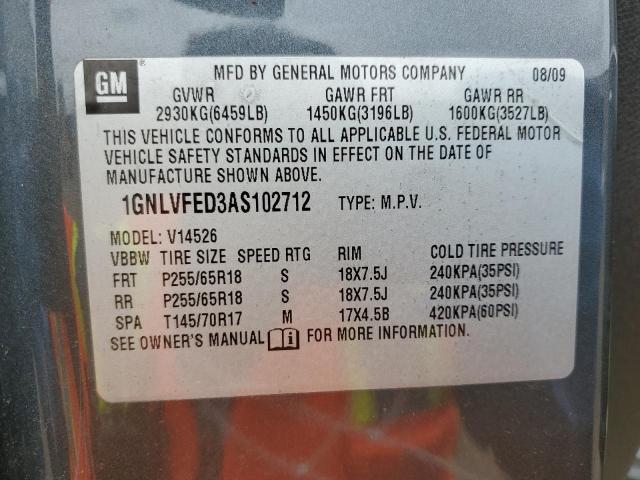 GM ® MFD BY GENERAL MOTORS COMPANY 08/09
GVWR GAWR FRT GAWR RR
2930KG(6459LB) 1450KG(3196LB) 1600KG(3527LB)
THIS VEHICLE CONFORMS TO ALL APPLICABLE U.S. FEDERAL MOTOR
VEHICLE SAFETY STANDARDS IN EFFECT ON THE DATE OF
MANUFACTURE SHOWN ABOVE.
1GNLVFED3AS102712 TYPE: M.P.V.
MODEL: V14526
VBBW TIRE SIZE SPEED RTG RIM COLD TIRE PRESSURE
FRT P255/65R18 S 18X7.5J 240KPA(35PSI)
RR P255/65R18 S 18X7.5J 240KPA(35PSI)
SPA T145/70R17 M 17X4.5B 420KPA(60PSI)
SEE OWNER'S MANUAL i FOR MORE INFORMATION.